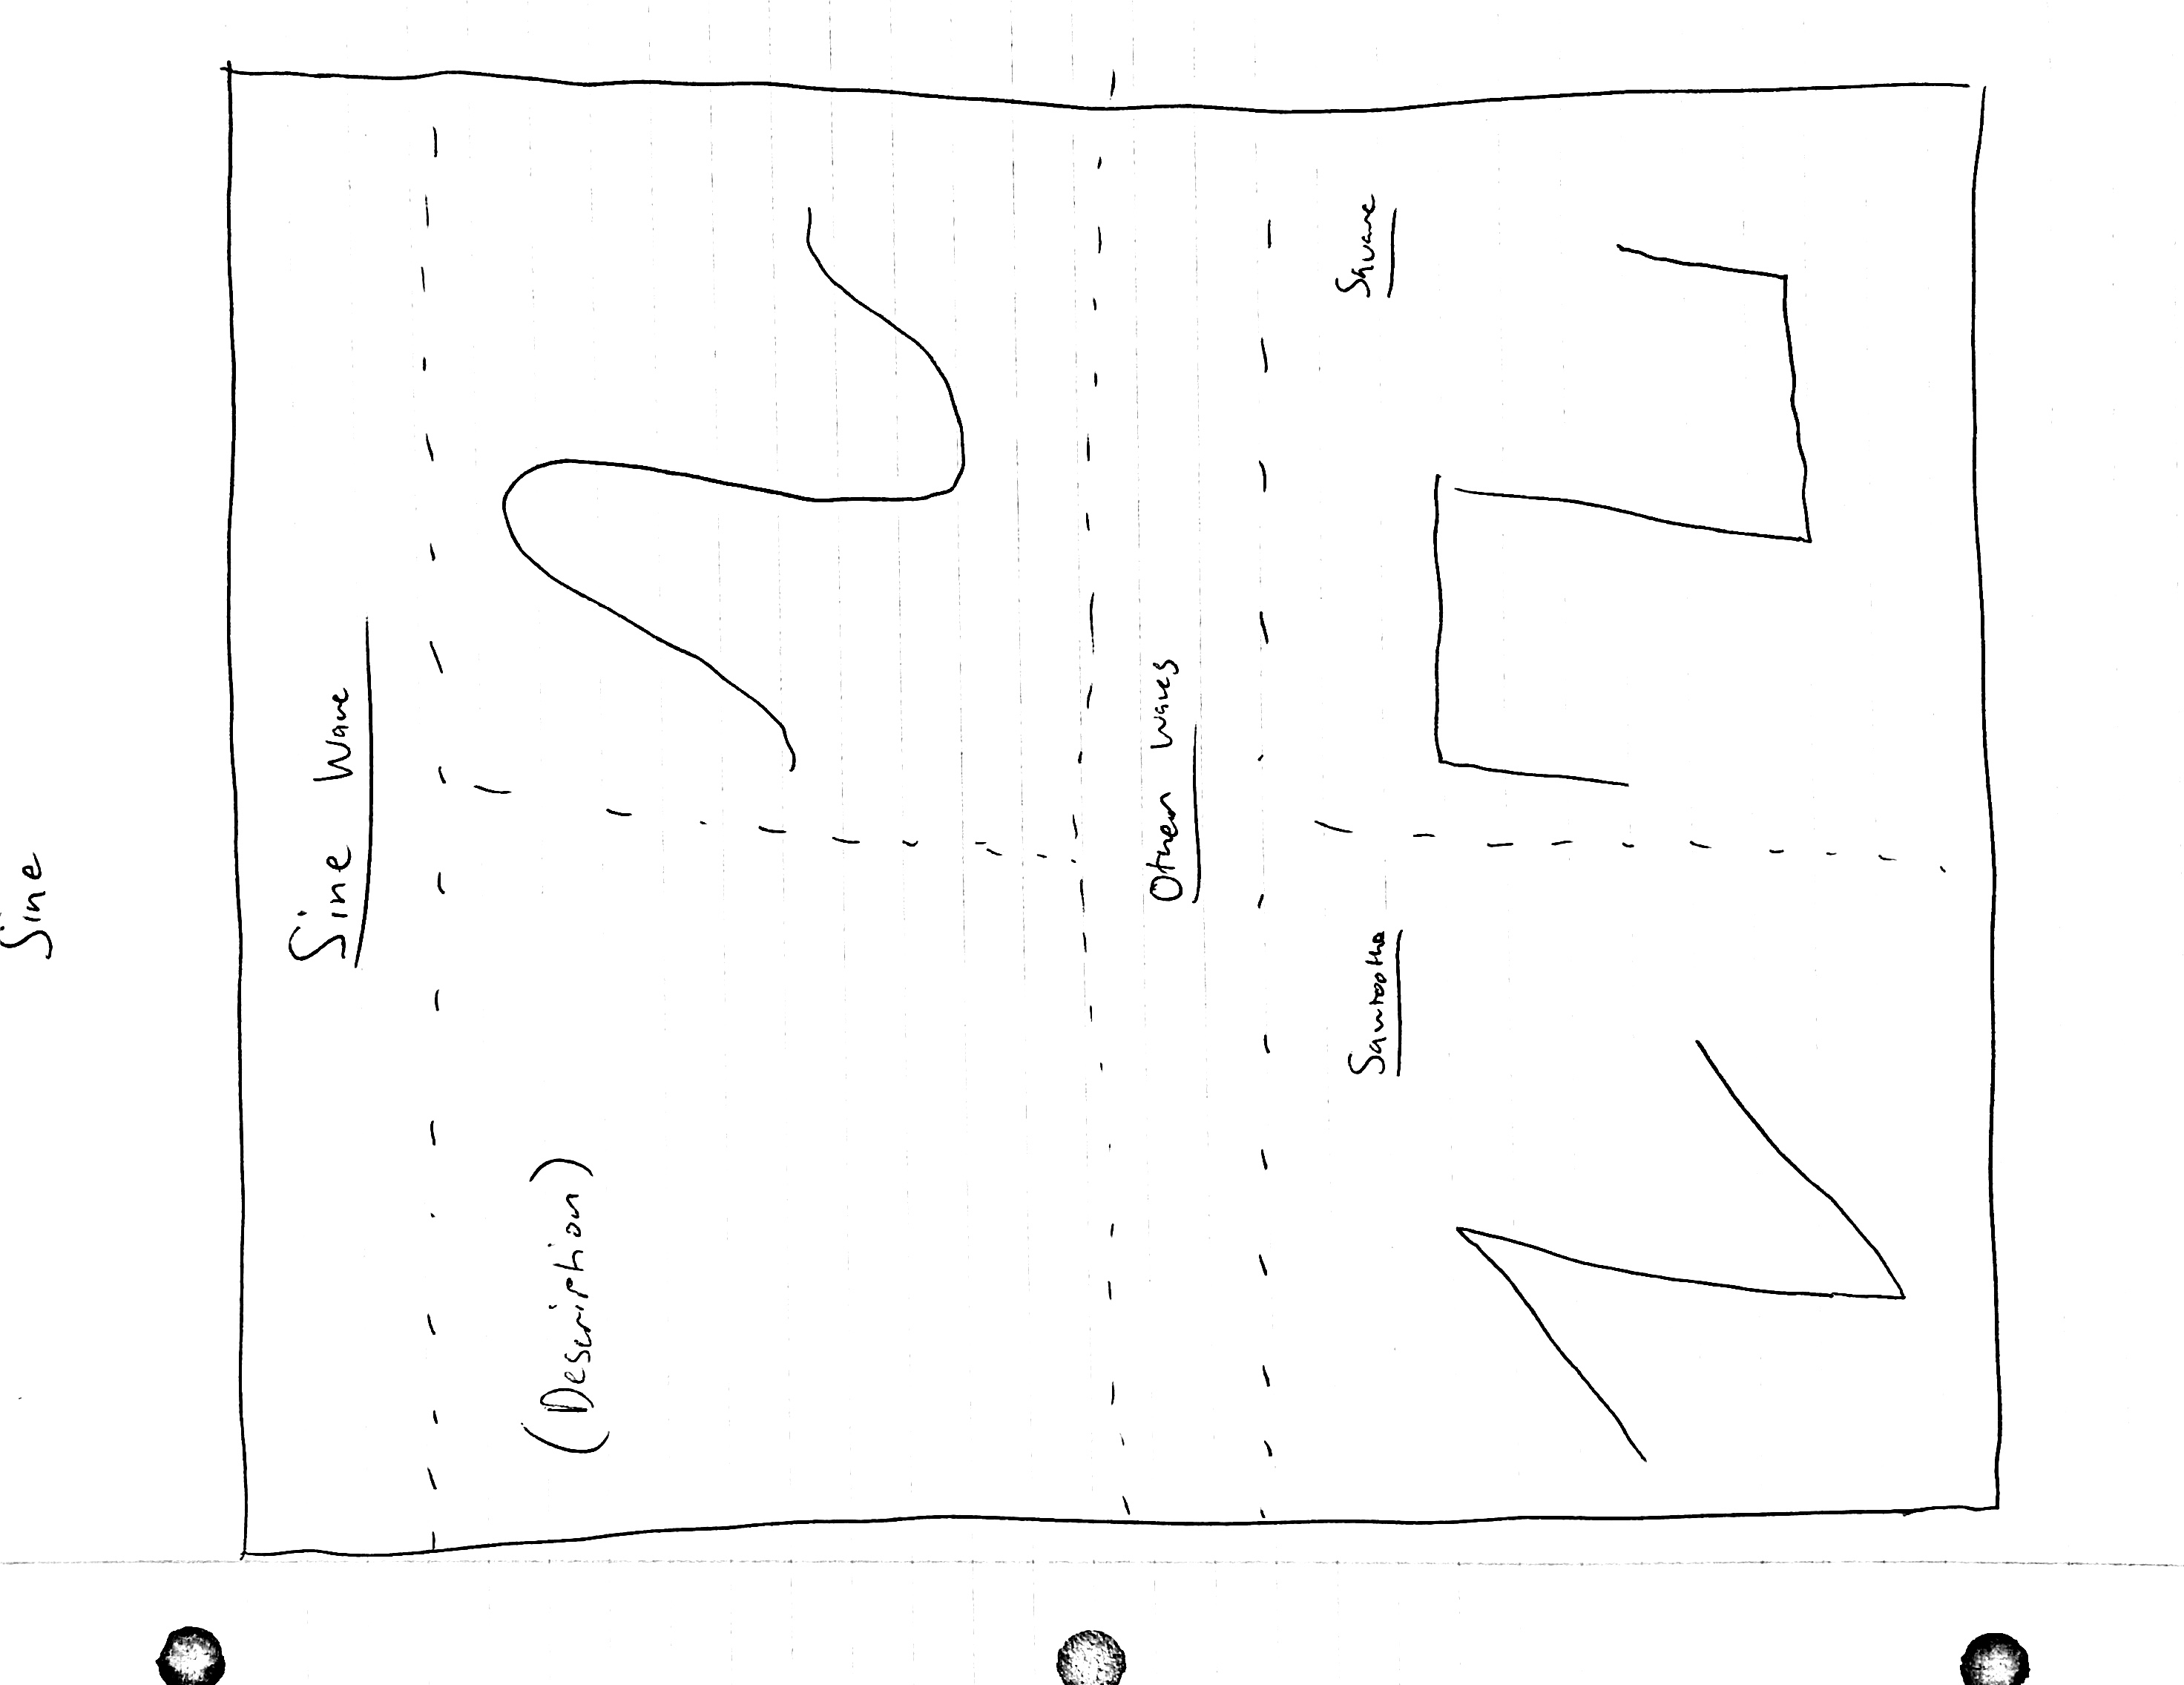 Sine
Sine Wave
(Description)
Other Waves
Sawtooth
Square